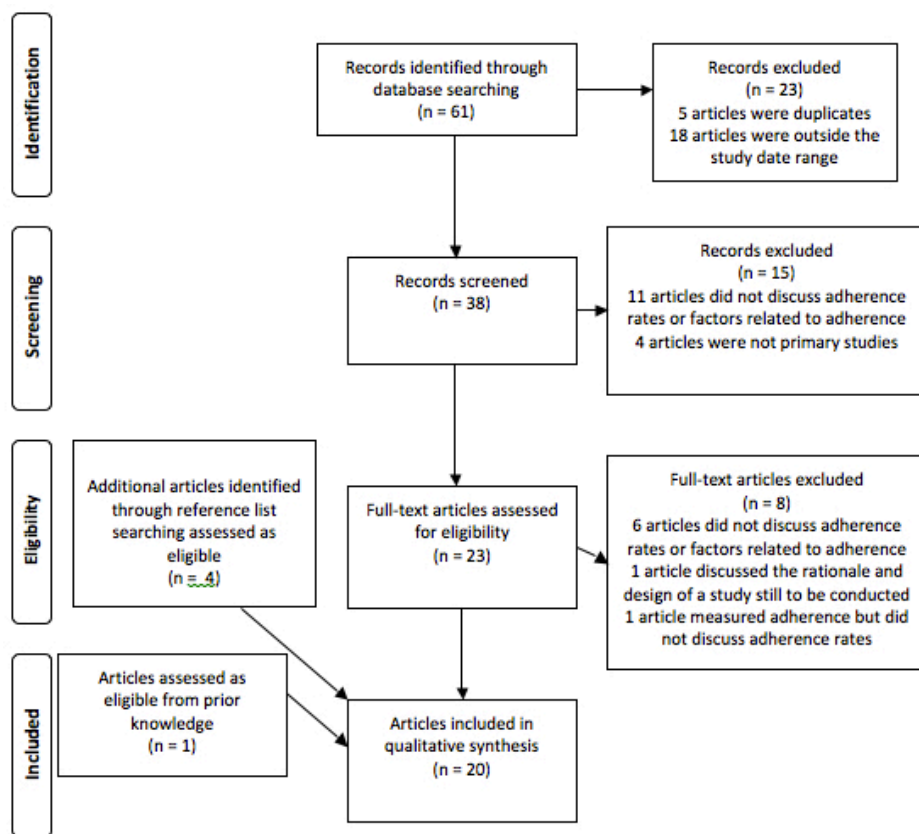 Identification
Records identified through
database searching
(n = 61)
Records excluded
(n = 23)
5 articles were duplicates
18 articles were outside the
study date range
Screening
Records screened
(n = 38)
Records excluded
(n = 15)
11 articles did not discuss adherence
rates or factors related to adherence
4 articles were not primary studies
Eligibility
Additional articles identified
through reference list
searching assessed as
eligible
(n = 4)
Full-text articles assessed
for eligibility
(n = 23)
Full-text articles excluded
(n = 8)
6 articles did not discuss adherence
rates or factors related to adherence
1 article discussed the rationale and
design of a study still to be conducted
1 article measured adherence but did
not discuss adherence rates
Included
Articles assessed as
eligible from prior
knowledge
(n = 1)
Articles included in
qualitative synthesis
(n = 20)